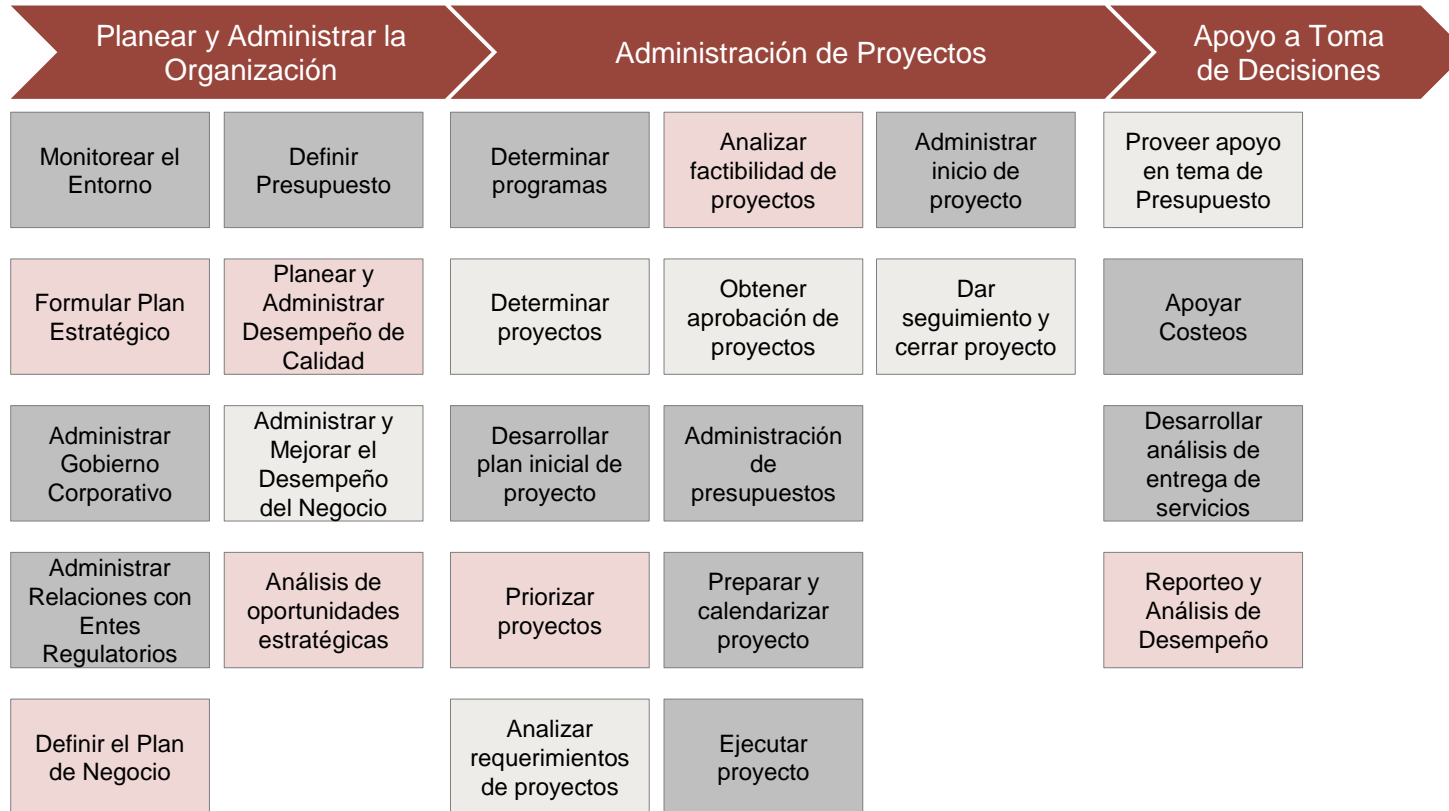 Planear y Administrar la
Organización
Administración de Proyectos
Apoyo a Toma
de Decisiones
Monitorear el
Entorno
Definir
Presupuesto
Determinar
programas
Analizar
factibilidad de
proyectos
Administrar
inicio de
proyecto
Proveer apoyo
en tema de
Presupuesto
Formular Plan
Estratégico
Planear y
Administrar
Desempeño de
Calidad
Determinar
proyectos
Obtener
aprobación de
proyectos
Dar
seguimiento y
cerrar proyecto
Apoyar
Costeos
Administrar
Gobierno
Corporativo
Administrar y
Mejorar el
Desempeño
del Negocio
Desarrollar
plan inicial de
proyecto
Administración
de
presupuestos
Desarrollar
análisis de
entrega de
servicios
Administrar
Relaciones con
Entes
Regulatorios
Análisis de
oportunidades
estratégicas
Priorizar
proyectos
Preparar y
calendarizar
proyecto
Reporteo y
Análisis de
Desempeño
Definir el Plan
de Negocio
Analizar
requerimientos
de proyectos
Ejecutar
proyecto